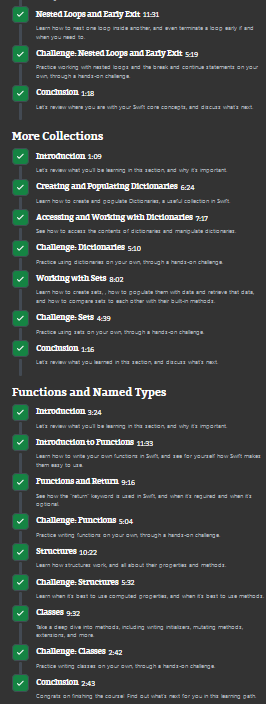 Nested Loops and Early Exit 11:31
Learn how to nest one loop inside another, and even terminate a loop early if and
when you need to.
Challenge: Nested Loops and Early Exit 5:19
Practice working with nested loops and the break and continue statements on your
own, through a hands-on challenge.
Conclusion 1:18
Let's review where you are with your Swift core concepts, and discuss what's next.
More Collections
Introduction 1:09
Let's review what you'll be learning in this section, and why it's important.
Creating and Populating Dictionaries 6:24
Learn how to create and populate Dictionaries, a useful collection in Swift.
Accessing and Working with Dictionaries 7:17
See how to access the contents of dictionaries and manipulate dictionaries.
Challenge: Dictionaries 5:10
Practice using dictionaries on your own, through a hands-on challenge.
Working with Sets 8:02
Learn how to create sets, , how to populate them with data and retrieve that data,
and how to compare sets to each other with their built-in methods.
Challenge: Sets 4:39
Practice using sets on your own, through a hands-on challenge.
Conclusion 1:16
Let's review what you learned in this section, and discuss what's next.
Functions and Named Types
Introduction 3:24
Let's review what you'll be learning in this section, and why it's important.
Introduction to Functions 11:33
Learn how to write your own functions in Swift, and see for yourself how Swift makes
them easy to use.
Functions and Return 9:16
See how the 'return' keyword is used in Swift, and when it's required and when it's
optional.
Challenge: Functions 5:04
Practice writing functions on your own, through a hands-on challenge.
Structures 10:22
Learn how structures work, and all about their properties and methods.
Challenge: Structures 5:32
Learn when it's best to use computed properties, and when it's best to use methods.
Classes 9:32
Take a deep dive into methods, including writing initializers, mutating methods,
extensions, and more.
Challenge: Classes 2:42
Practice writing classes on your own, through a hands-on challenge.
Conclusion 2:43
Congrats on finishing the course! Find out what's next for you in this learning path.